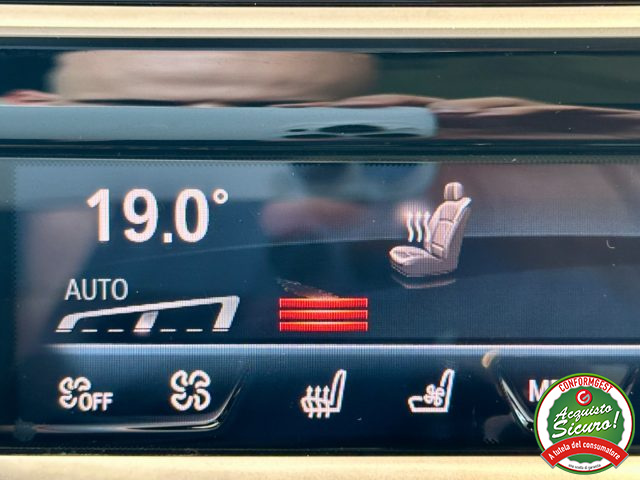 19.0°
AUTO
OFF
CONFORMGEST
Acquisto
Sicuro!
A tutela del consumatore